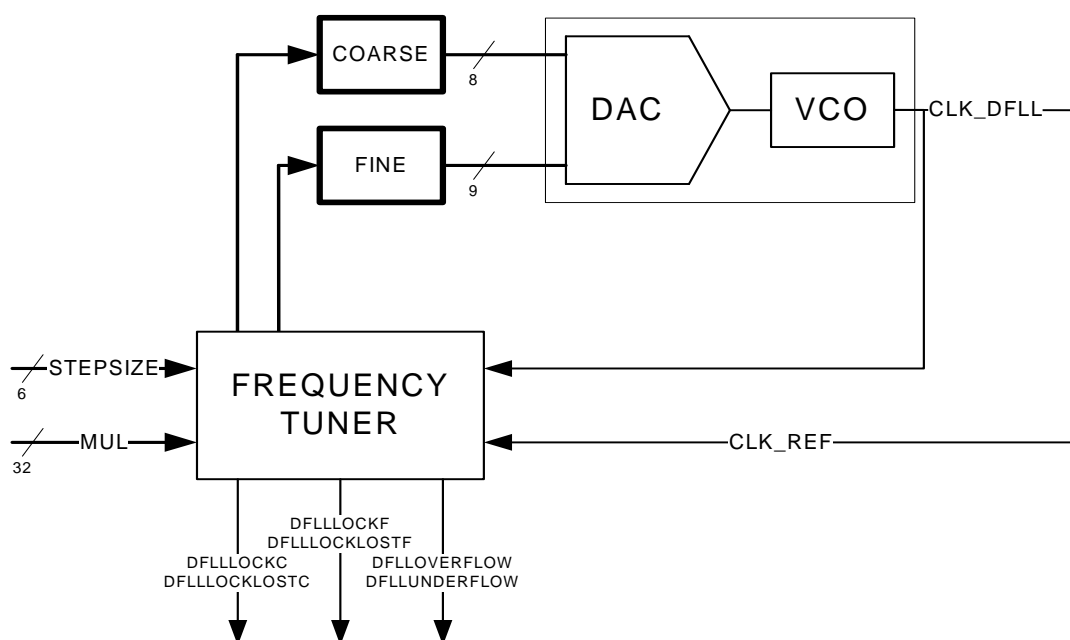 COARSE
8
DAC
VCO
CLK_DFLL
FINE
9
STEPSIZE
6
FREQUENCY
TUNER
MUL
32
CLK_REF
DFLLLOCKF
DFLLLOCKLOSTF
DFLLLOCKC
DFLLLOCKLOSTC
DFLLOVERFLOW
DFLLUNDERFLOW